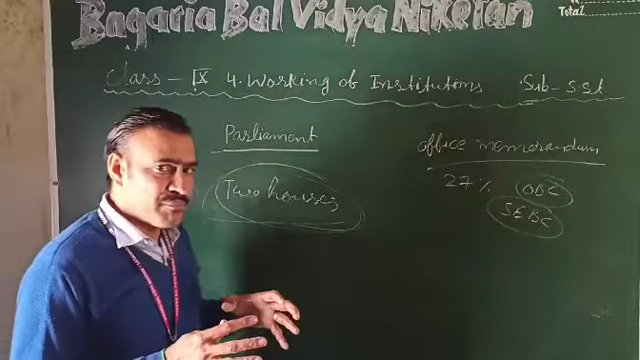 Bagaria Bal Vidya Niketan
Total
Class - IX 4. Working of Institutions Sub - SSt
Parliament
Two houses
office memorandum
27 % OBC
SEBC